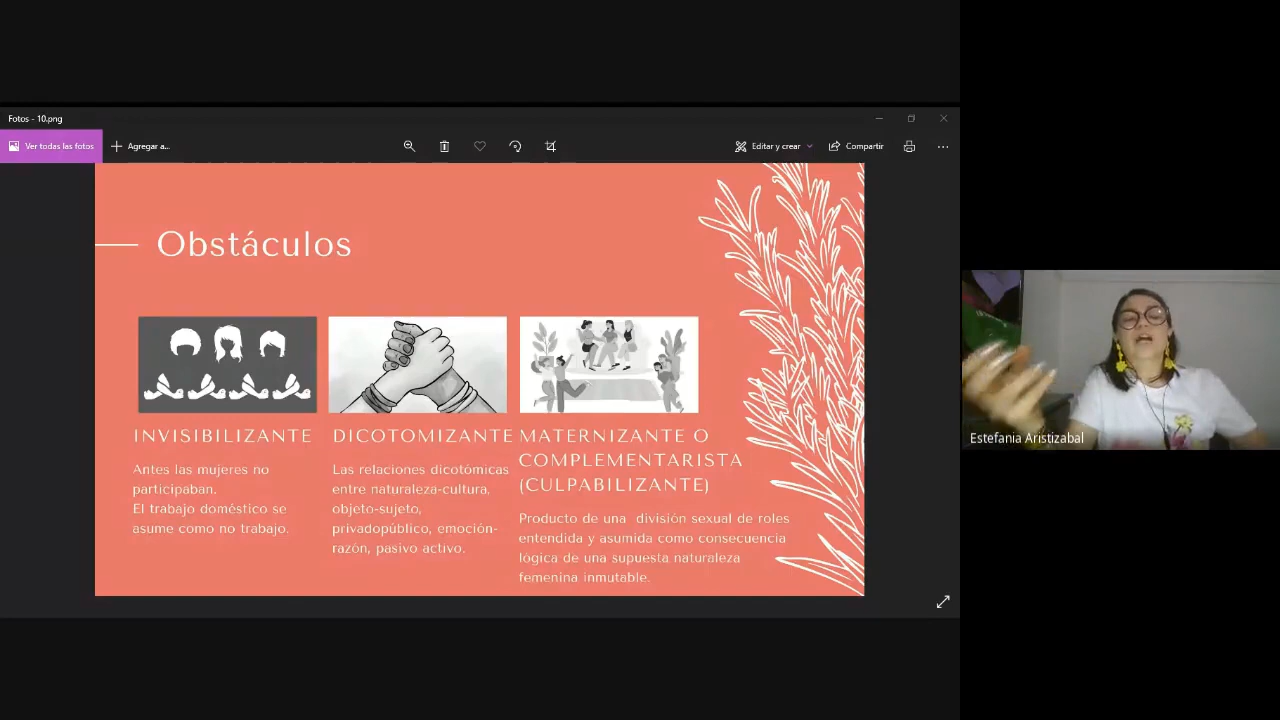 Fotos - 10.png
Ver todas las fotos
Agregar a...
Editar y crear
Compartir
Obstáculos
INVISIBILIZANTE
Antes las mujeres no
participaban.
El trabajo doméstico se
asume como no trabajo.
DICOTOMIZANTE
Las relaciones dicotómicas
entre naturaleza-cultura,
objeto-sujeto,
privadopúblico, emoción-
razón, pasivo activo.
MATERNIZANTE O
COMPLEMENTARISTA
(CULPABILIZANTE)
Producto de una división sexual de roles
entendida y asumida como consecuencia
lógica de una supuesta naturaleza
femenina inmutable.
Estefania Aristizabal